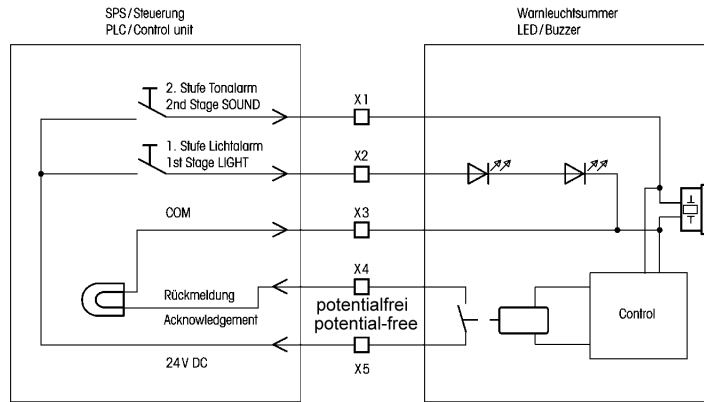 SPS/Steuerung
PLC/Control unit
Warnleuchtsummer
LED/Buzzer
2. Stufe Tonalarm
2nd Stage SOUND
X1
1. Stufe Lichtalarm
1st Stage LIGHT
X2
COM
X3
X4
Rückmeldung
Acknowledgement
potentialfrei
potential-free
Control
24V DC
X5